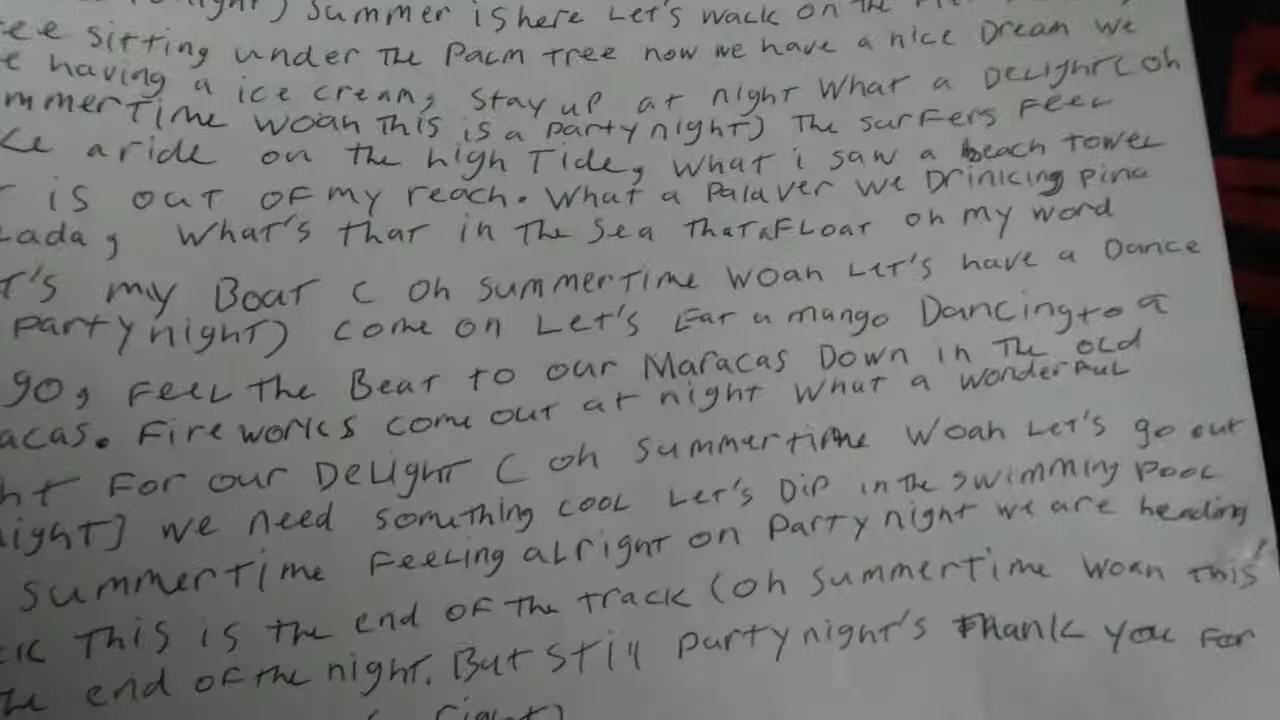 night) Summer is here Let's walk on the
ee sitting under the Palm tree now we have a nice Dream we
e having a ice cream, stay up at night What a Delight (oh
mmertime woah This is a party night) The surfers Feel
ke a ride on the high Tide, What i saw a beach towel
t is out of my reach. What a Palaver we Drinking pina
Lada, What's that in the Sea That a Float oh my word
t's my Boat ( oh summertime woah Let's have a Dance
party night) come on Let's Eat a mango Dancing to a
go, Feel the Beat to our Maracas Down in The old
acas. Fireworks come out at night what a wonderful
ht For our Delight ( oh summertime Woah Let's go out
night) we need something cool Let's Dip in the swimming pool
summertime Feeling alright on Party night we are heading
ck This is the end of the track (oh summertime woah this
the end of the night. But still party night's Thank you For
right)